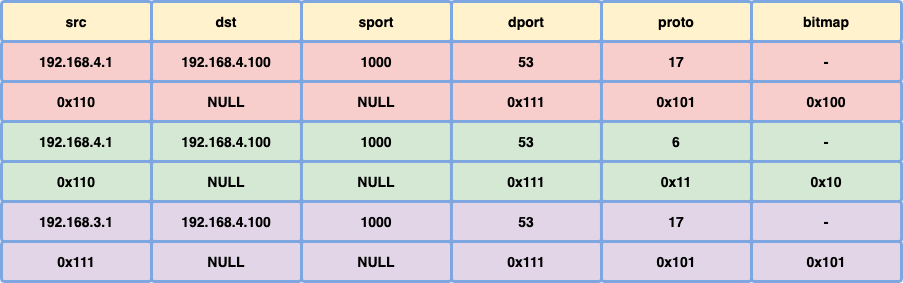 src dst sport dport proto bitmap
192.168.4.1 192.168.4.100 1000 53 17 -
0x110 NULL NULL 0x111 0x101 0x100
192.168.4.1 192.168.4.100 1000 53 6 -
0x110 NULL NULL 0x111 0x11 0x10
192.168.3.1 192.168.4.100 1000 53 17 -
0x111 NULL NULL 0x111 0x101 0x101